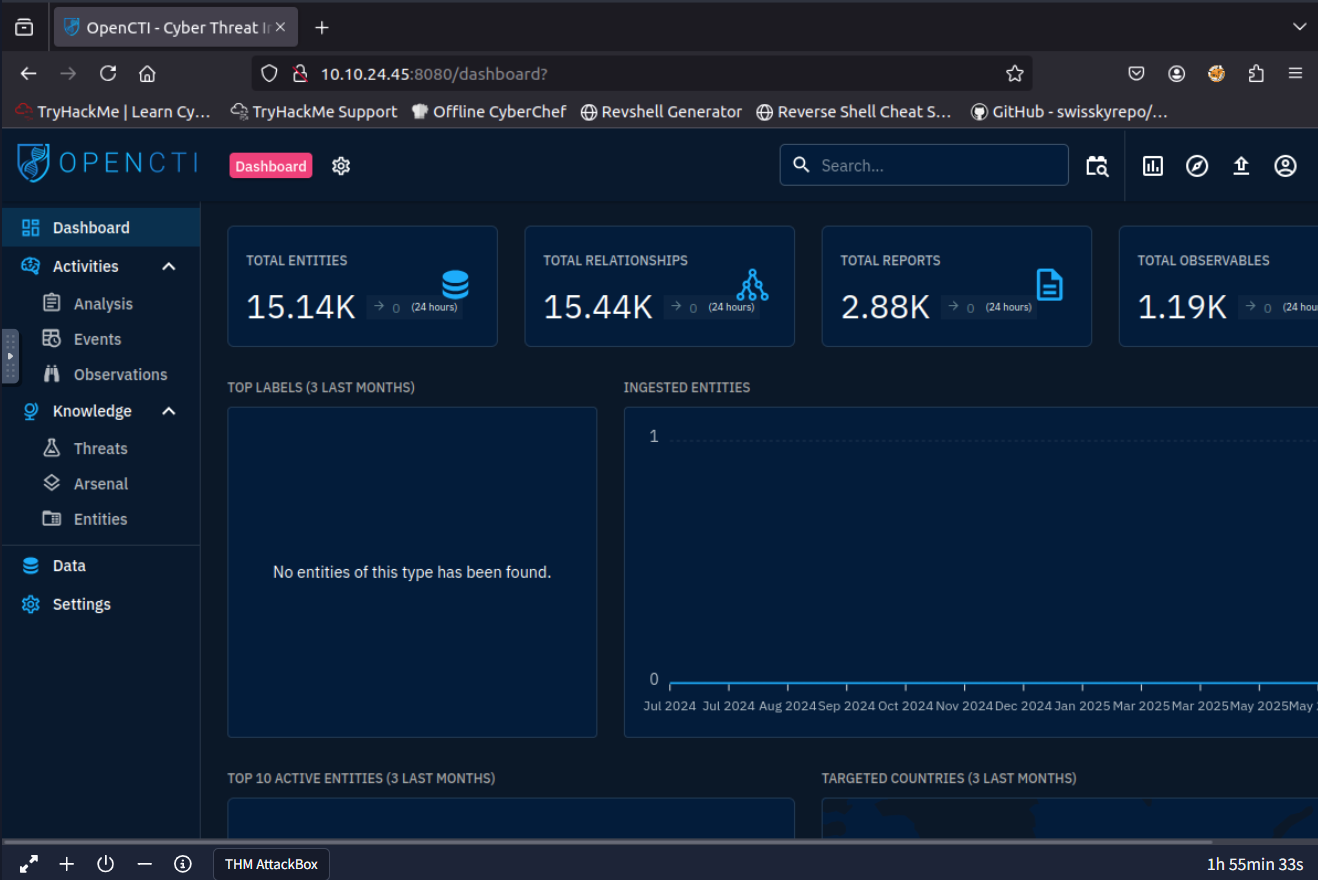 OpenCTI - Cyber Threat In
10.10.24.45:8080/dashboard?
TryHackMe | Learn Cy... TryHackMe Support Offline CyberChef Revshell Generator Reverse Shell Cheat S... GitHub - swisskyrepo/...
OPENCTI Dashboard Search...
Dashboard
Activities
Analysis
Events
Observations
Knowledge
Threats
Arsenal
Entities
Data
Settings
TOTAL ENTITIES
15.14K 0 (24 hours)
TOTAL RELATIONSHIPS
15.44K 0 (24 hours)
TOTAL REPORTS
2.88K 0 (24 hours)
TOTAL OBSERVABLES
1.19K 0 (24 hou
TOP LABELS (3 LAST MONTHS)
No entities of this type has been found.
INGESTED ENTITIES
1
0
Jul 2024 Jul 2024 Aug 2024 Sep 2024 Oct 2024 Nov 2024 Dec 2024 Jan 2025 Mar 2025 Mar 2025 May 2025 May
TOP 10 ACTIVE ENTITIES (3 LAST MONTHS)
TARGETED COUNTRIES (3 LAST MONTHS)
THM AttackBox 1h 55min 33s